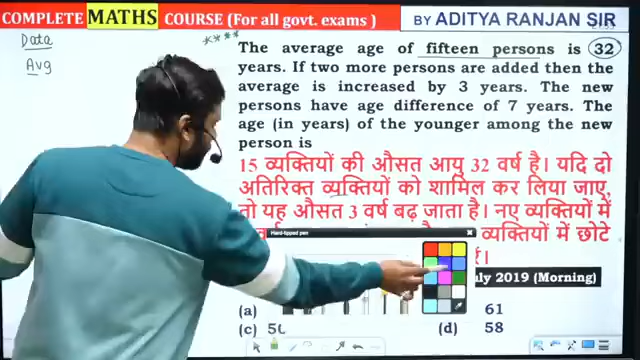 COMPLETE MATHS COURSE (For all govt. exams)
BY ADITYA RANJAN SIR
Data
Avg
****
The average age of fifteen persons is 32
years. If two more persons are added then the
average is increased by 3 years. The new
persons have age difference of 7 years. The
age (in years) of the younger among the new
person is
15 व्यक्तियों की औसत आयु 32 वर्ष है। यदि दो
अतिरिक्त व्यक्तियों को शामिल कर लिया जाए,
तो यह औसत 3 वर्ष बढ़ जाता है। नए व्यक्तियों में
व्यक्तियों में छोटे
Hard-tipped pen
July 2019 (Morning)
(a) 61
(c) (d) 58